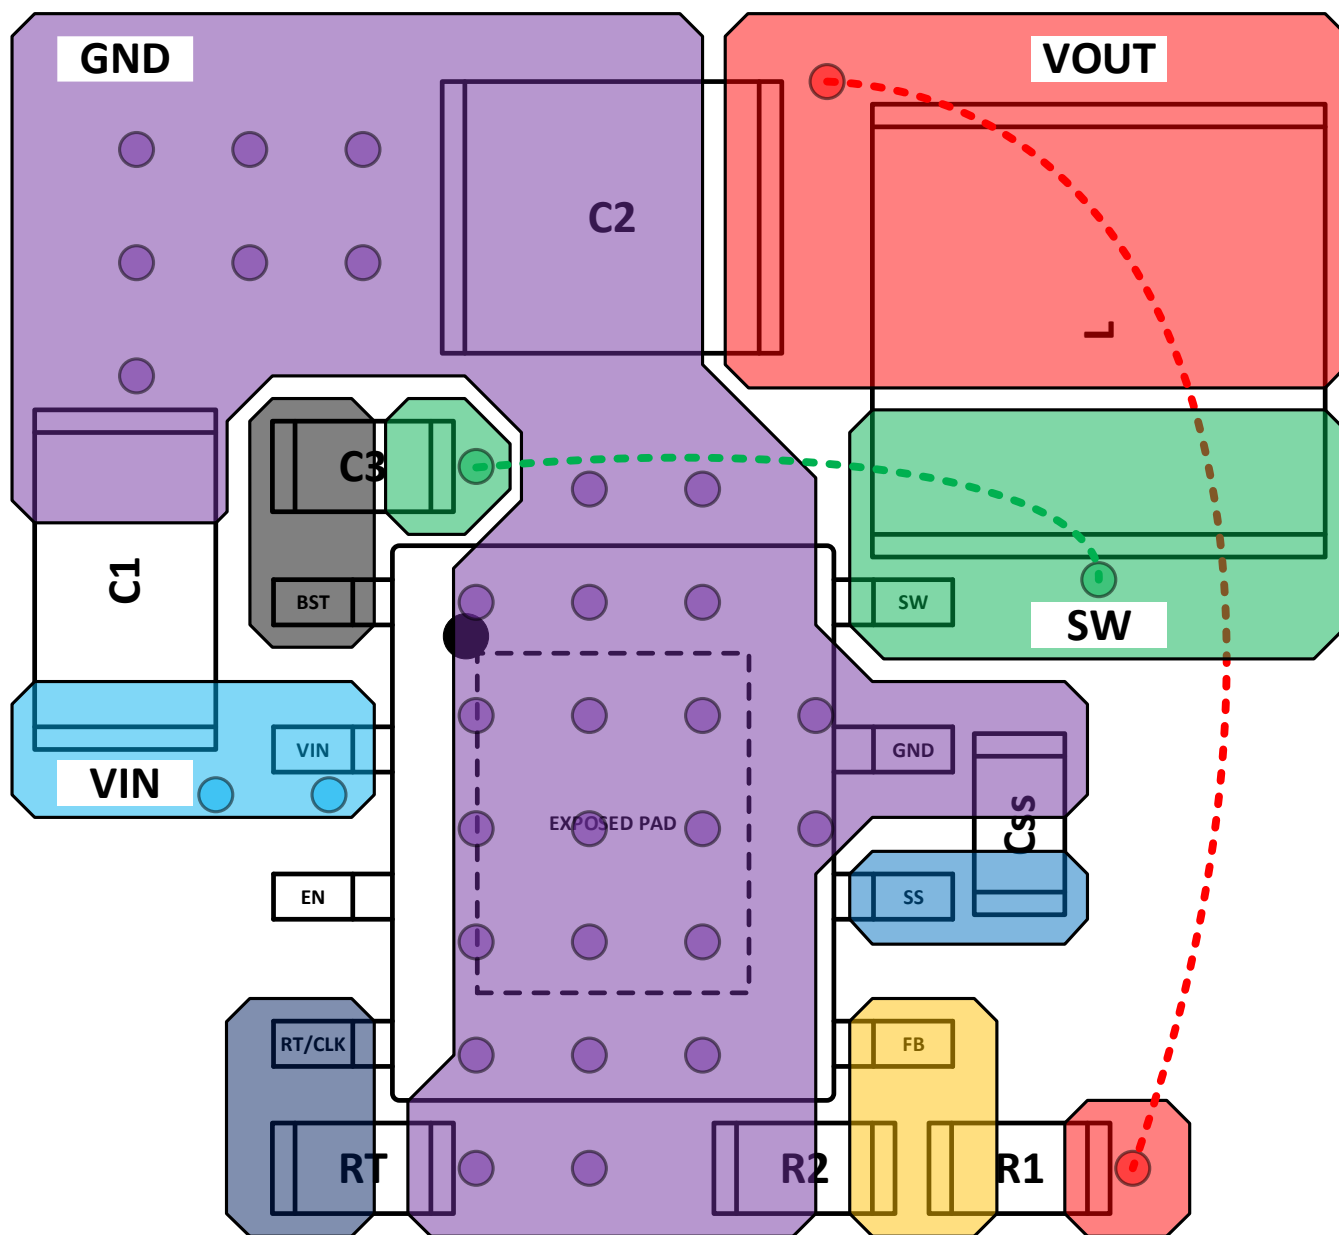 GND
VOUT
C2
L
C3
C1
BST
SW
SW
VIN
GND
VIN
EXPOSED PAD
Css
EN
SS
RT/CLK
FB
RT
R2
R1